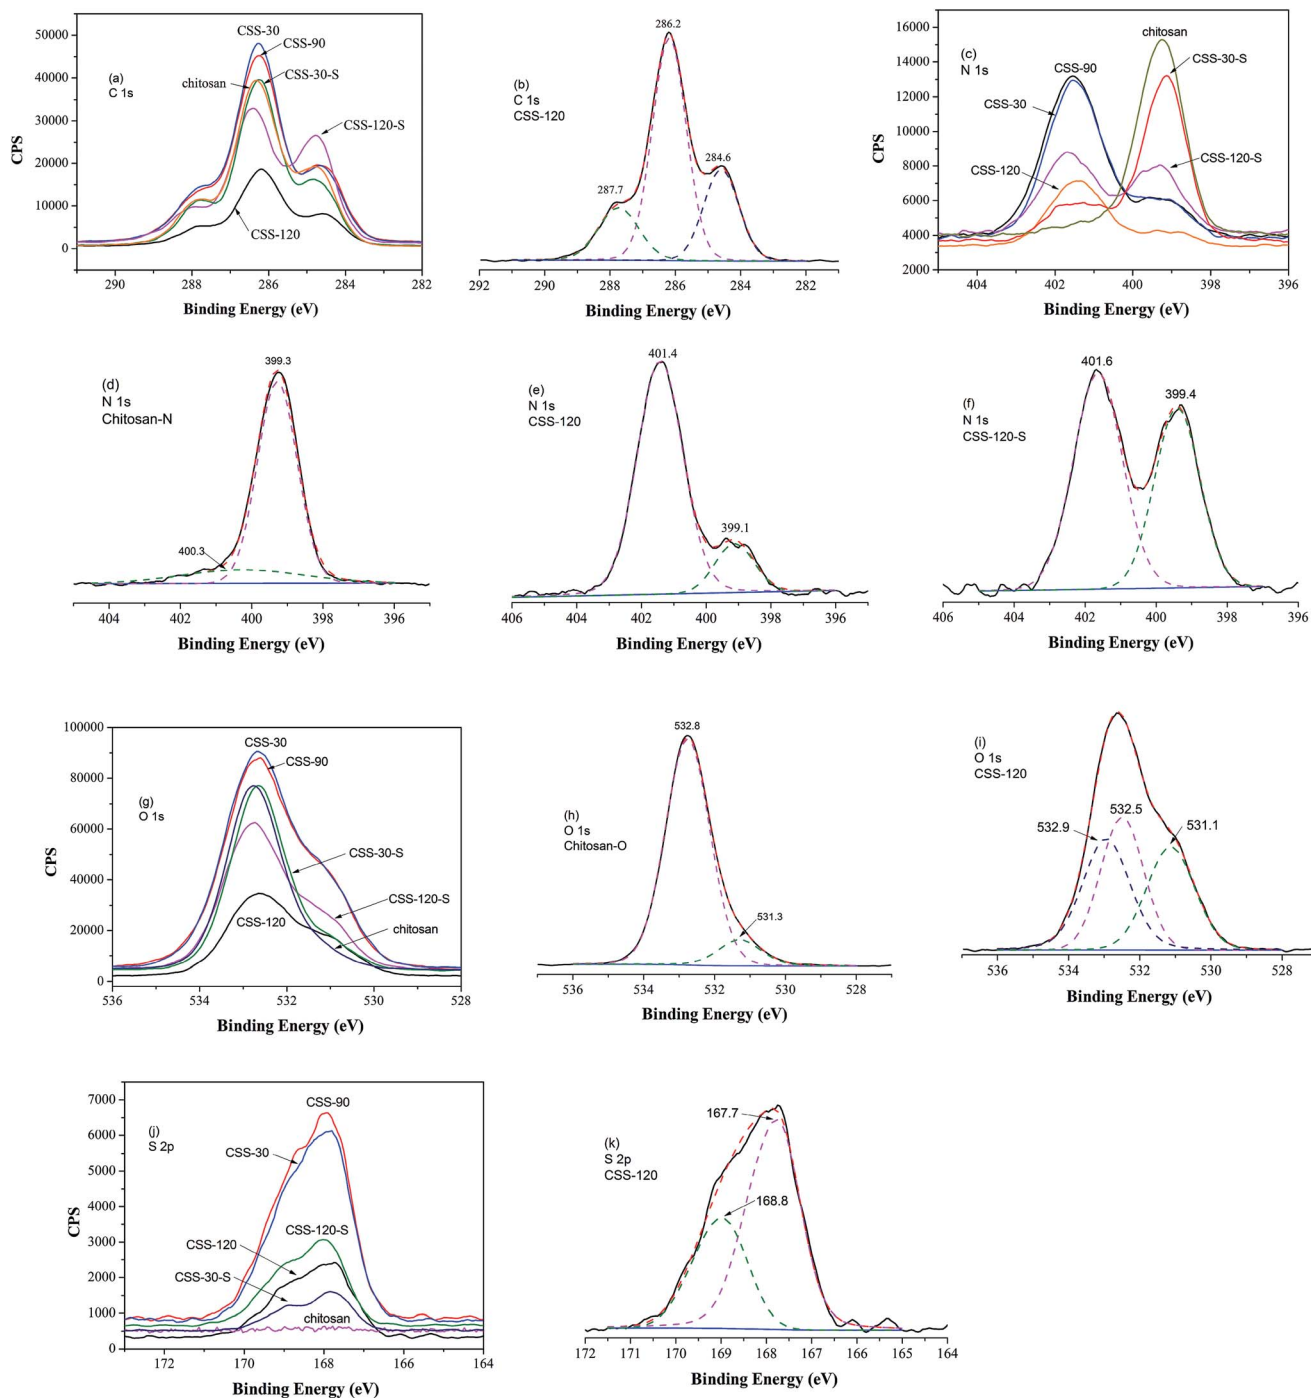 (a)
C 1s
CSS-30
CSS-90
CSS-30-S
chitosan
CSS-120-S
CSS-120
50000
40000
30000
20000
10000
0
CPS
290 288 286 284 282
Binding Energy (eV)
(b)
C 1s
CSS-120
286.2
284.6
287.7
292 290 288 286 284 282
Binding Energy (eV)
(c)
N 1s
chitosan
CSS-90
CSS-30-S
CSS-30
CSS-120-S
CSS-120
16000
14000
12000
10000
8000
6000
4000
2000
CPS
404 402 400 398 396
Binding Energy (eV)
(d)
N 1s
Chitosan-N
399.3
400.3
404 402 400 398 396
Binding Energy (eV)
(e)
N 1s
CSS-120
401.4
399.1
406 404 402 400 398 396
Binding Energy (eV)
(f)
N 1s
CSS-120-S
401.6
399.4
406 404 402 400 398 396
Binding Energy (eV)
(g)
O 1s
CSS-30
CSS-90
CSS-30-S
CSS-120-S
CSS-120
chitosan
100000
80000
60000
40000
20000
0
CPS
536 534 532 530 528
Binding Energy (eV)
(h)
O 1s
Chitosan-O
532.8
531.3
536 534 532 530 528
Binding Energy (eV)
(i)
O 1s
CSS-120
532.9
532.5
531.1
536 534 532 530 528
Binding Energy (eV)
(j)
S 2p
CSS-90
CSS-30
CSS-120-S
CSS-120
CSS-30-S
chitosan
7000
6000
5000
4000
3000
2000
1000
0
CPS
172 170 168 166 164
Binding Energy (eV)
(k)
S 2p
CSS-120
167.7
168.8
172 171 170 169 168 167 166 165 164
Binding Energy (eV)